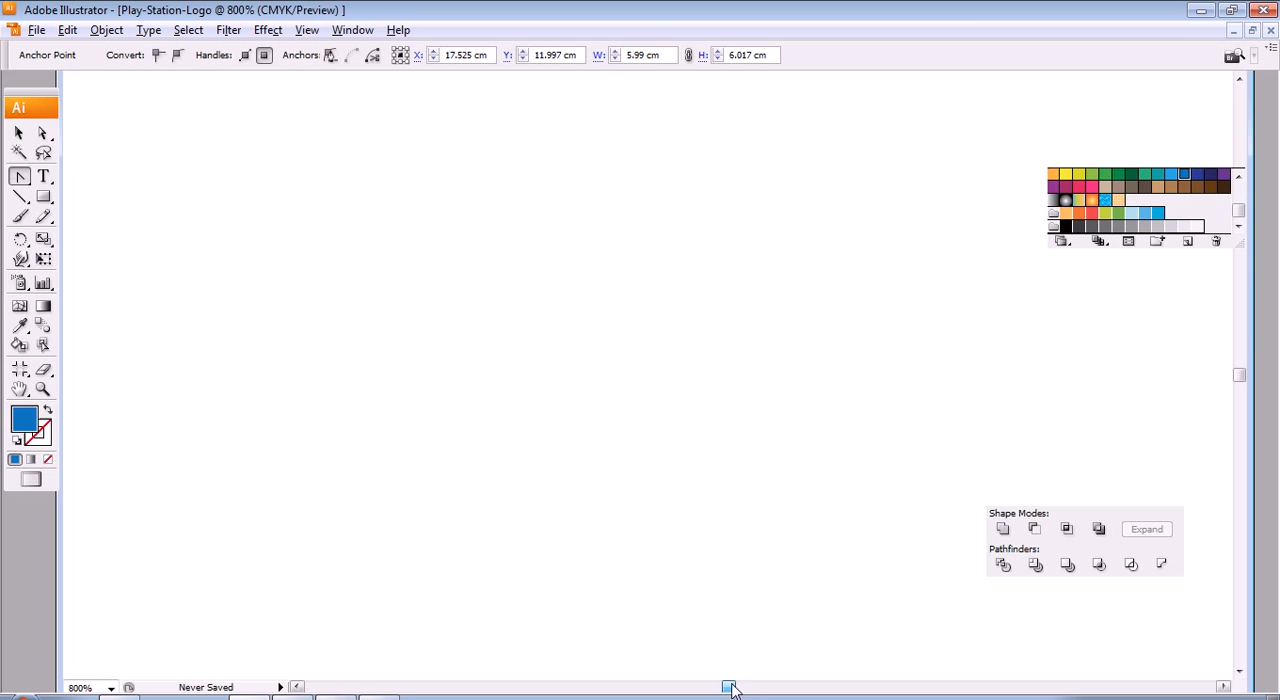 Adobe Illustrator - [Play-Station-Logo @ 800% (CMYK/Preview) ]
File Edit Object Type Select Filter Effect View Window Help
Anchor Point Convert: Handles: Anchors: X: 17.525 cm Y: 11.997 cm W: 5.99 cm H: 6.017 cm
Ai
T
Shape Modes:
Expand
Pathfinders:
800% Never Saved